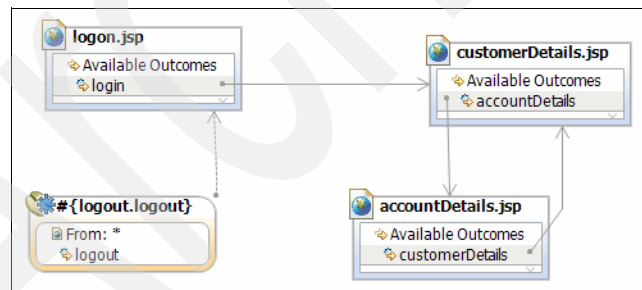 logon.jsp
Available Outcomes
login
customerDetails.jsp
Available Outcomes
accountDetails
#{logout.logout}
From: *
logout
accountDetails.jsp
Available Outcomes
customerDetails